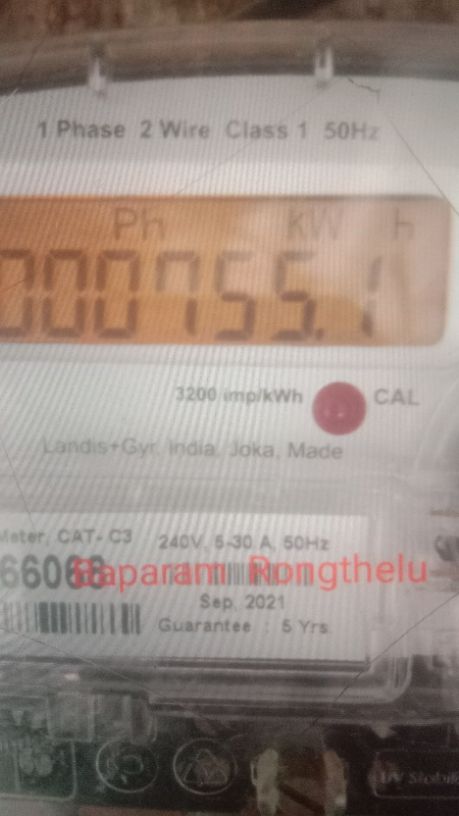 1 Phase 2 Wire Class 1 50Hz
Ph kW h
000755.1
3200 imp/kWh CAL
Landis+Gyr, India, Joka, Made
Meter, CAT- C3 240V, 5-30 A, 50Hz
Baparam Rongthelu
Sep, 2021
Guarantee : 5 Yrs.